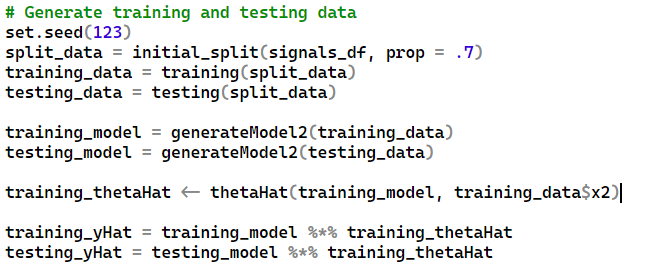 # Generate training and testing data
set.seed(123)
split_data = initial_split(signals_df, prop = .7)
training_data = training(split_data)
testing_data = testing(split_data)
training_model = generateModel2(training_data)
testing_model = generateModel2(testing_data)
training_thetaHat <- thetaHat(training_model, training_data$x2)
training_yHat = training_model %*% training_thetaHat
testing_yHat = testing_model %*% training_thetaHat